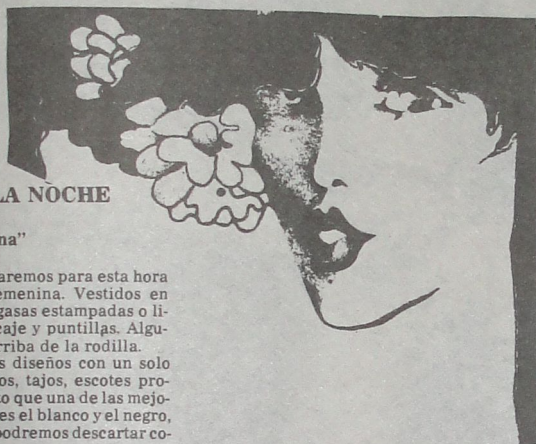 LA NOCHE
na”
aremos para esta hora
emenina. Vestidos en
gasas estampadas o li-
caje y puntillas. Algu-
rriba de la rodilla.
s diseños con un solo
os, tajos, escotes pro-
to que una de las mejo-
es el blanco y el negro,
podremos descartar co-